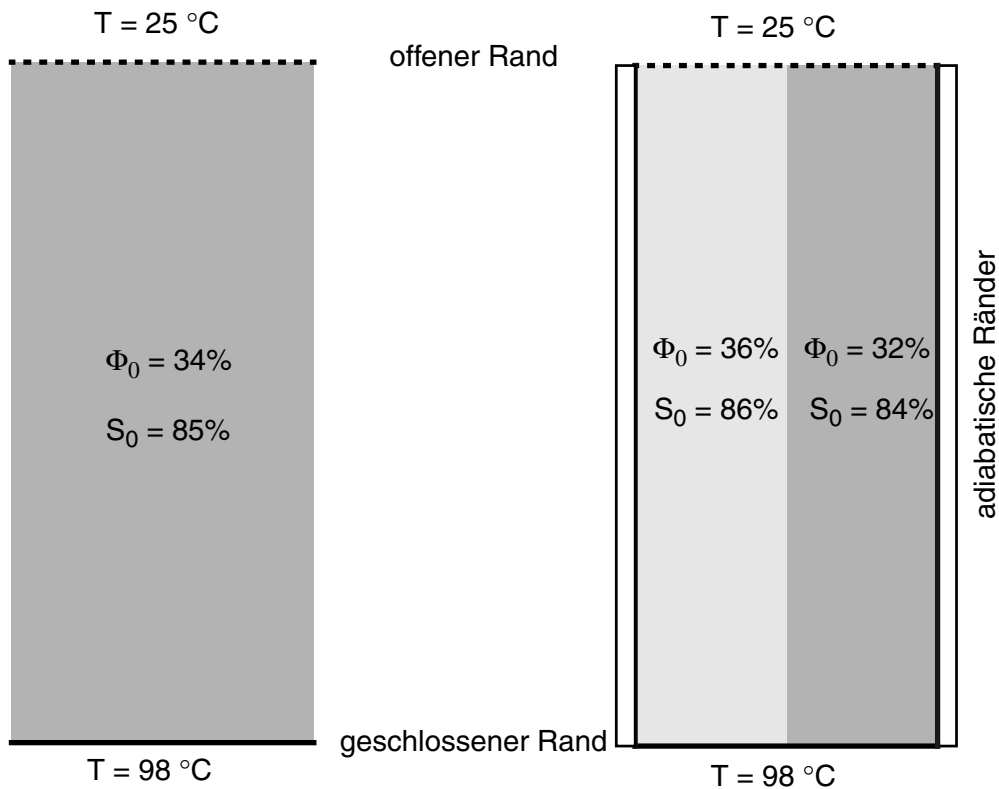 T = 25 °C
offener Rand
T = 25 °C
Φ0 = 34%
S0 = 85%
Φ0 = 36%
Φ0 = 32%
S0 = 86%
S0 = 84%
adiabatische Ränder
geschlossener Rand
T = 98 °C
T = 98 °C